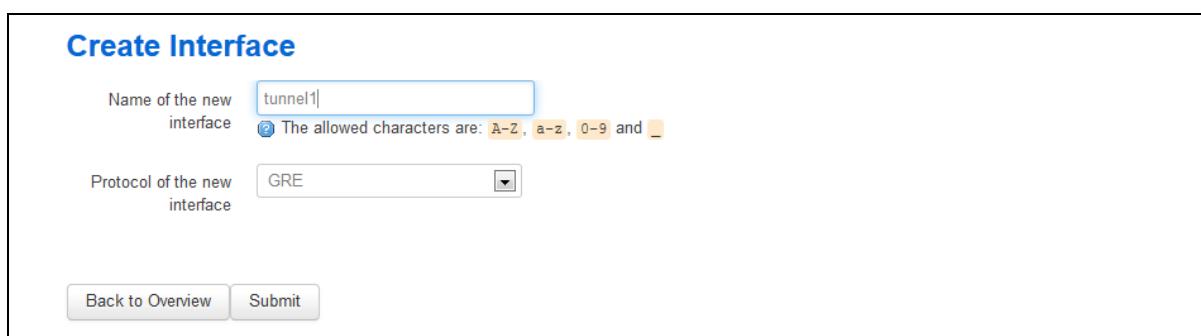 Create Interface
Name of the new
interface
tunnel1
The allowed characters are: A-Z, a-z, 0-9 and _
Protocol of the new
interface
GRE
Back to Overview
Submit